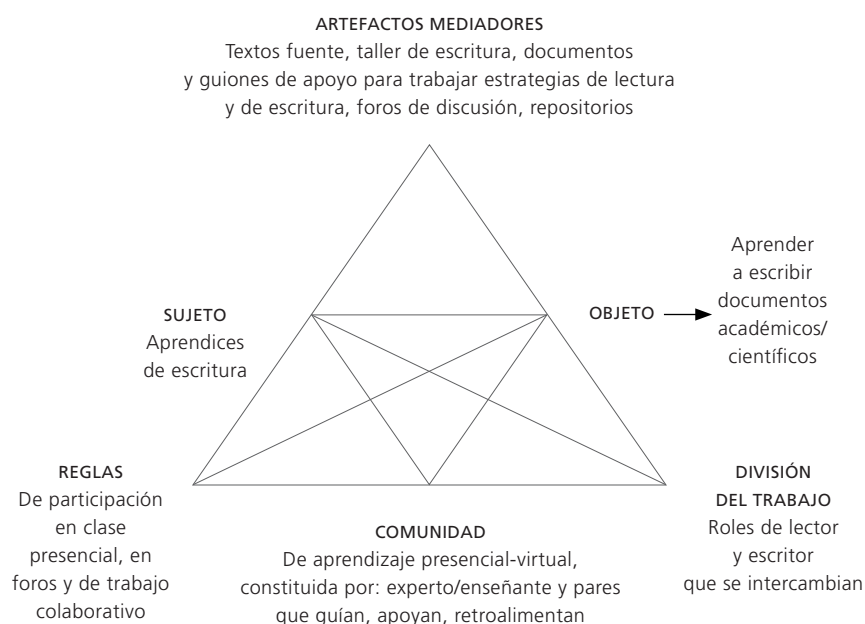 ARTEFACTOS MEDIADORES
Textos fuente, taller de escritura, documentos
y guiones de apoyo para trabajar estrategias de lectura
y de escritura, foros de discusión, repositorios
SUJETO
Aprendices
de escritura
OBJETO
Aprender
a escribir
documentos
académicos/
científicos
REGLAS
De participación
en clase
presencial, en
foros y de trabajo
colaborativo
COMUNIDAD
De aprendizaje presencial-virtual,
constituida por: experto/enseñante y pares
que guían, apoyan, retroalimentan
DIVISIÓN
DEL TRABAJO
Roles de lector
y escritor
que se intercambian